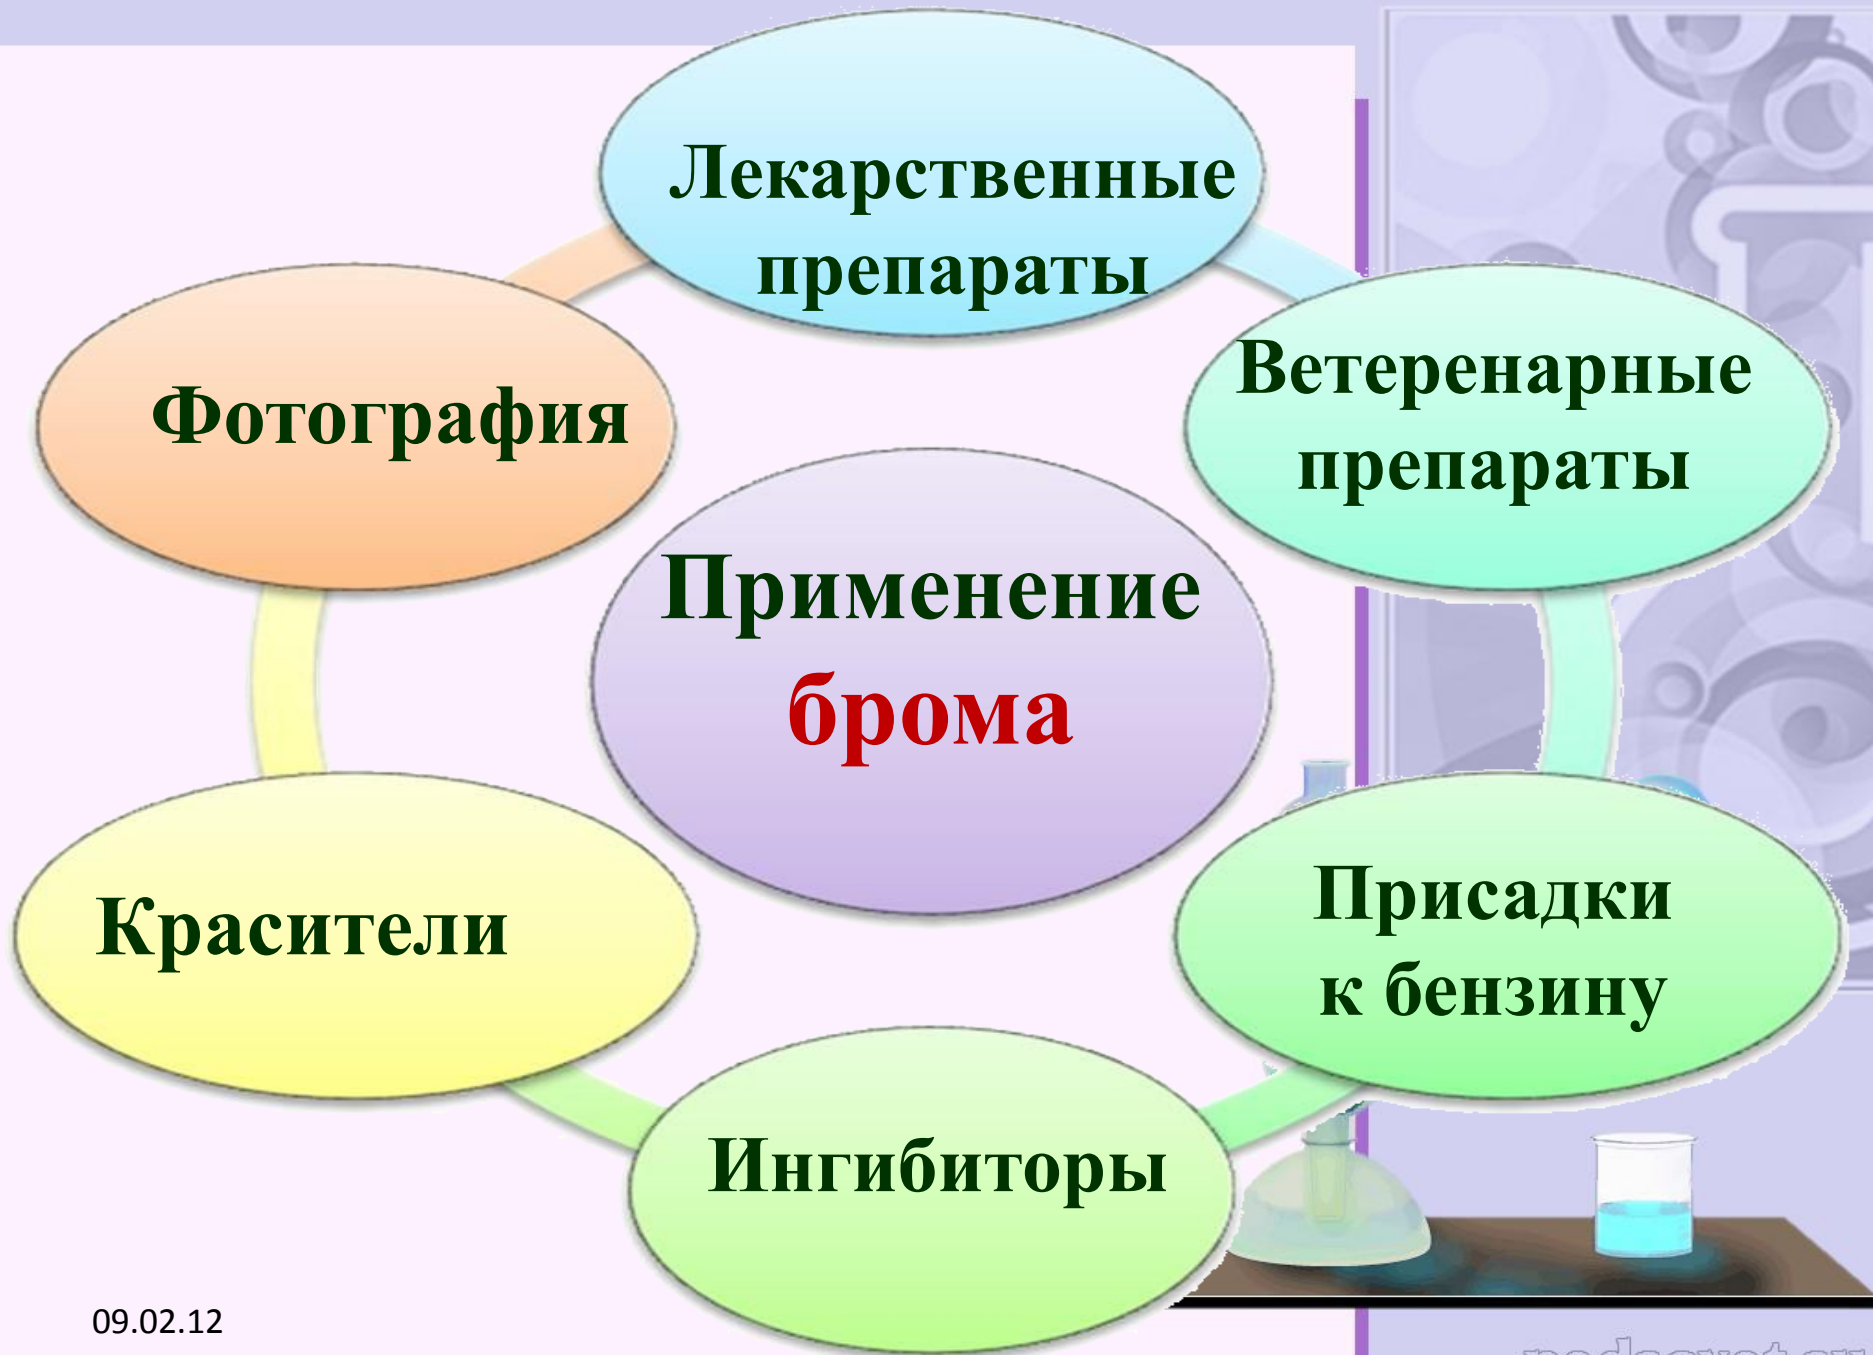 Лекарственные
препараты
Ветеренарные
препараты
Фотография
Применение
брома
Присадки
к бензину
Красители
Ингибиторы
09.02.12